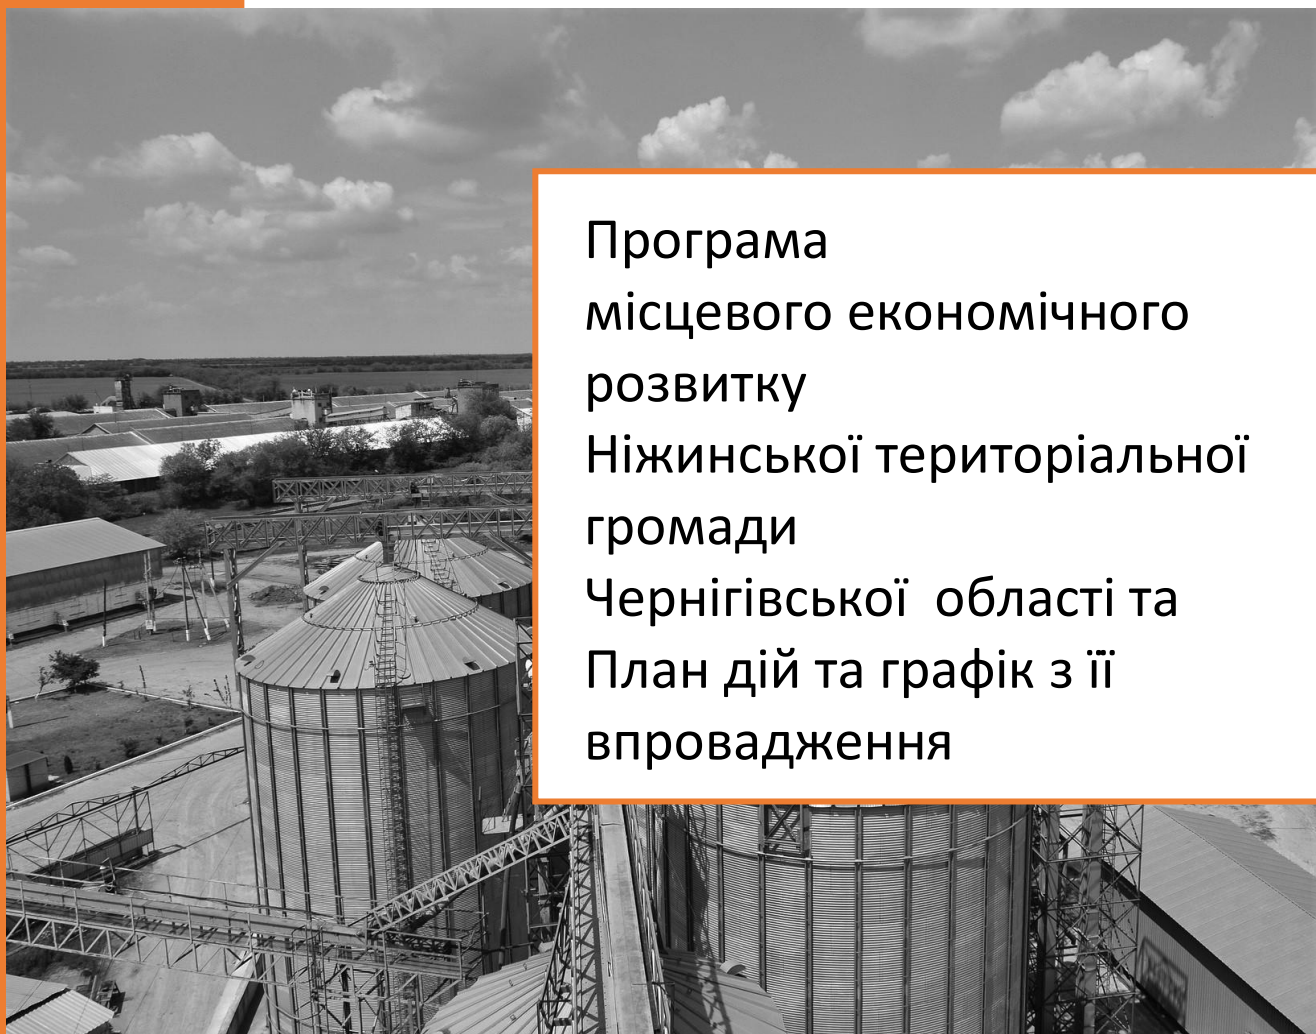 Програма
місцевого економічного
розвитку
Ніжинської територіальної
громади
Чернігівської  області та
План дій та графік з її
впровадження